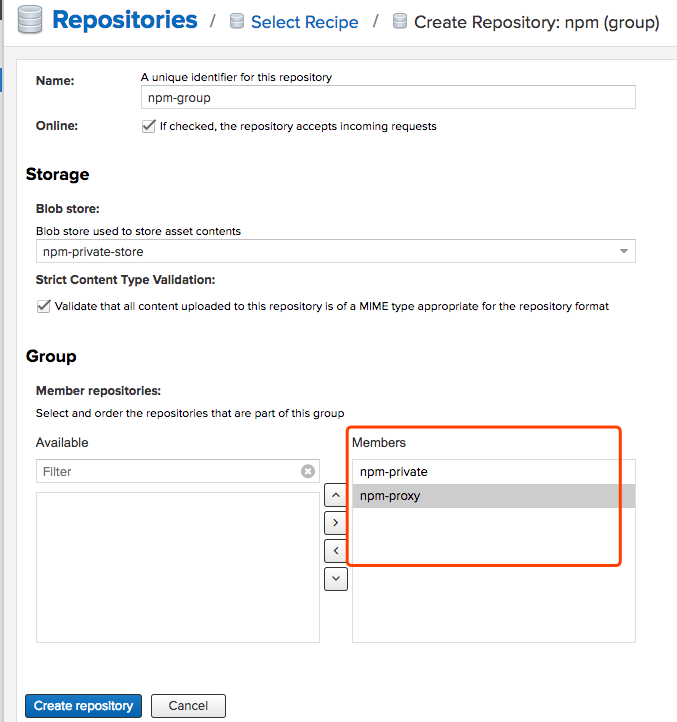 Repositories / Select Recipe / Create Repository: npm (group)
Name: A unique identifier for this repository
npm-group
Online: If checked, the repository accepts incoming requests
Storage
Blob store:
Blob store used to store asset contents
npm-private-store
Strict Content Type Validation:
Validate that all content uploaded to this repository is of a MIME type appropriate for the repository format
Group
Member repositories:
Select and order the repositories that are part of this group
Available
Filter
Members
npm-private
npm-proxy
Create repository
Cancel